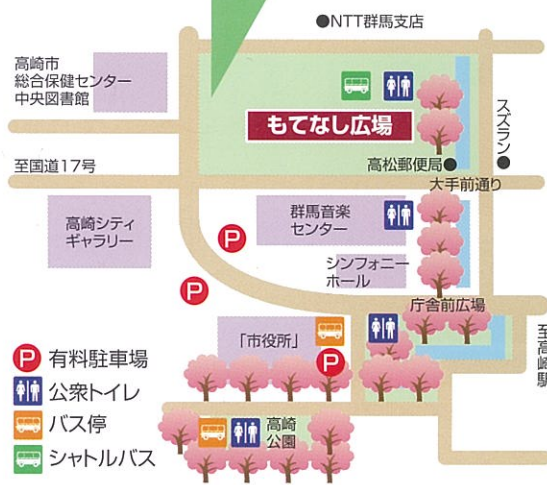 ●NTT群馬支店
高崎市
総合保健センター
中央図書館
もてなし広場
スズラン●
高松郵便局●
至国道17号
大手前通り
高崎シティ
ギャラリー
群馬音楽
センター
P
シンフォニー
ホール
P
庁舎前広場
「市役所」
至高崎駅
P
P 有料駐車場
公衆トイレ
バス停
シャトルバス
高崎
公園